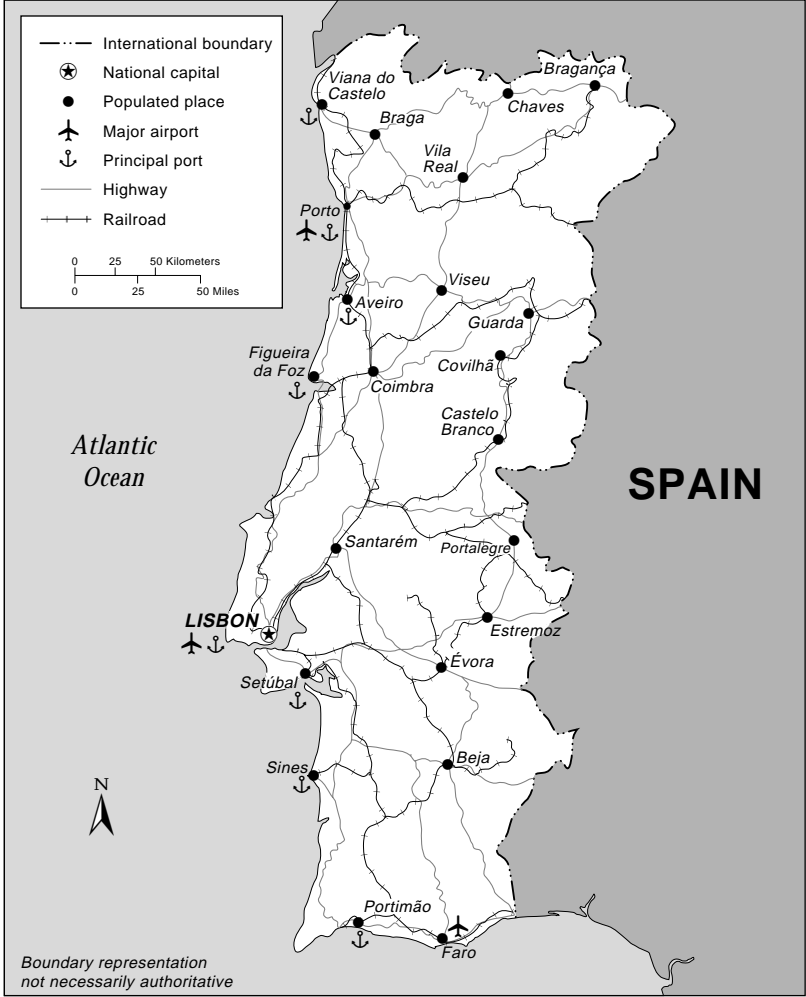 International boundary
National capital
Populated place
Major airport
Principal port
Highway
Railroad
0 25 50 Kilometers
0 25 50 Miles
Viana do
Castelo
Braga
Chaves
Bragança
Vila
Real
Porto
Viseu
Aveiro
Guarda
Figueira
da Foz
Coimbra
Covilhã
Castelo
Branco
Atlantic
Ocean
SPAIN
Santarém
Portalegre
LISBON
Estremoz
Setúbal
Évora
Sines
Beja
N
Portimão
Faro
Boundary representation
not necessarily authoritative